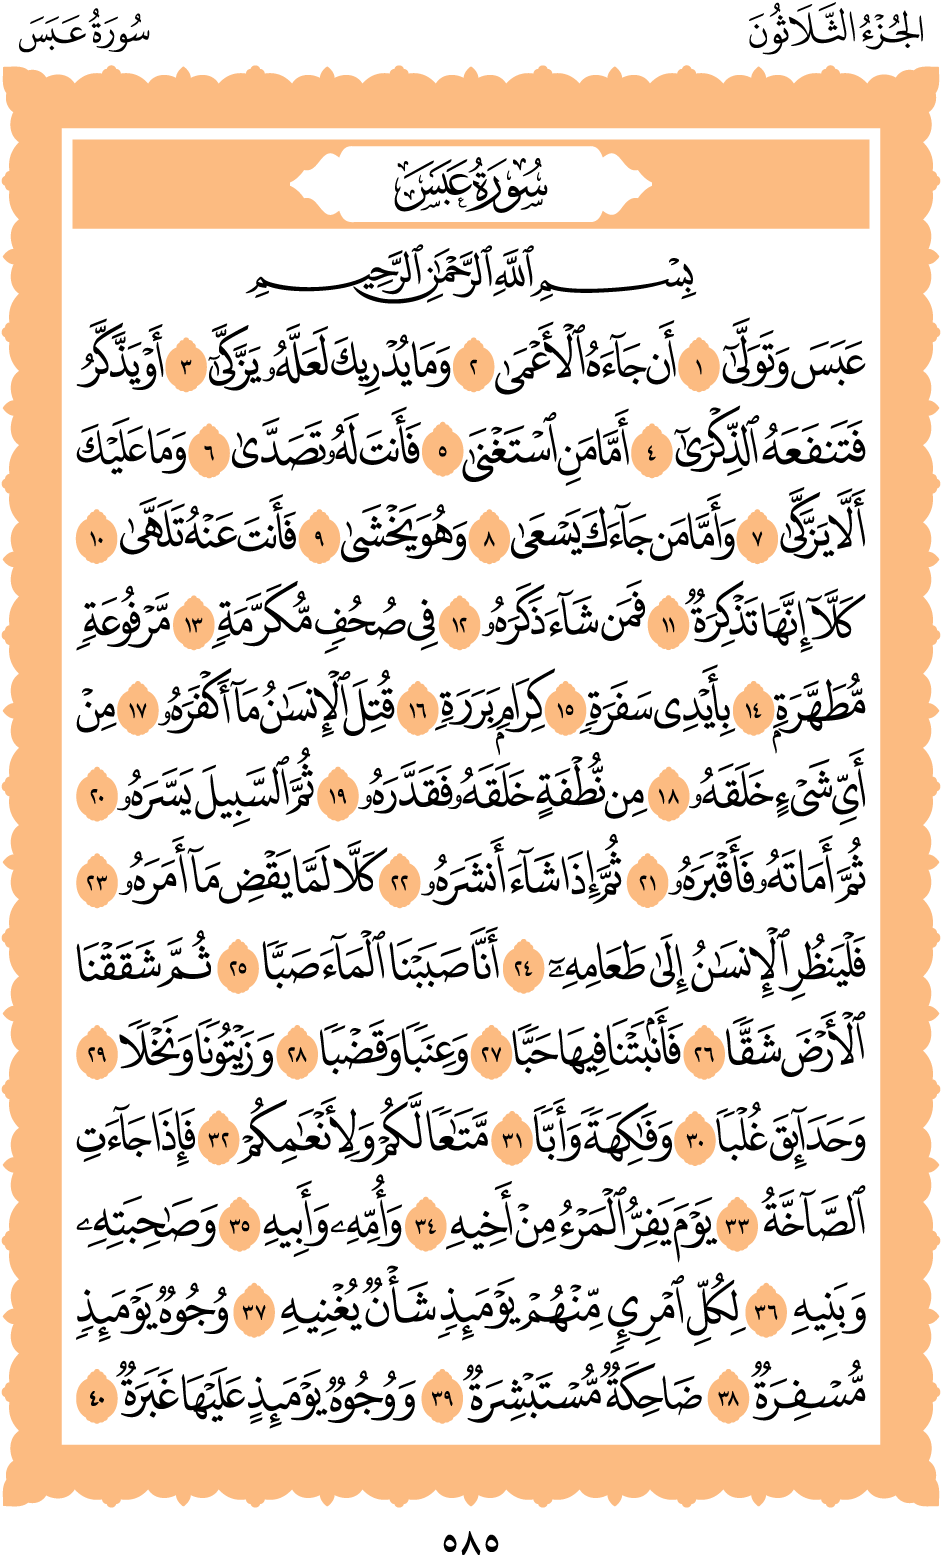 الجُزْءُ الثَّلَاثُونَ
سُورَةُ عَبَسَ
سُورَةُ عَبَسَ
بِسْمِ ٱللَّهِ ٱلرَّحْمَٰنِ ٱلرَّحِيمِ
عَبَسَ وَتَوَلَّىٰٓ ١ أَن جَآءَهُ ٱلْأَعْمَىٰ ٢ وَمَا يُدْرِيكَ لَعَلَّهُۥ يَزَّكَّىٰٓ ٣ أَوْ يَذَّكَّرُ
فَتَنفَعَهُ ٱلذِّكْرَىٰٓ ٤ أَمَّا مَنِ ٱسْتَغْنَىٰ ٥ فَأَنتَ لَهُۥ تَصَدَّىٰ ٦ وَمَا عَلَيْكَ
أَلَّا يَزَّكَّىٰ ٧ وَأَمَّا مَن جَآءَكَ يَسْعَىٰ ٨ وَهُوَ يَخْشَىٰ ٩ فَأَنتَ عَنْهُ تَلَهَّىٰ ١٠
كَلَّآ إِنَّهَا تَذْكِرَةٌ ١١ فَمَن شَآءَ ذَكَرَهُۥ ١٢ فِى صُحُفٍ مُّكَرَّمَةٍ ١٣ مَّرْفُوعَةٍ
مُّطَهَّرَةٍۭ ١٤ بِأَيْدِى سَفَرَةٍ ١٥ كِرَامٍۭ بَرَرَةٍ ١٦ قُتِلَ ٱلْإِنسَٰنُ مَآ أَكْفَرَهُۥ ١٧ مِنْ
أَىِّ شَىْءٍ خَلَقَهُۥ ١٨ مِن نُّطْفَةٍ خَلَقَهُۥ فَقَدَّرَهُۥ ١٩ ثُمَّ ٱلسَّبِيلَ يَسَّرَهُۥ ٢٠
ثُمَّ أَمَاتَهُۥ فَأَقْبَرَهُۥ ٢١ ثُمَّ إِذَا شَآءَ أَنشَرَهُۥ ٢٢ كَلَّا لَمَّا يَقْضِ مَآ أَمَرَهُۥ ٢٣
فَلْيَنظُرِ ٱلْإِنسَٰنُ إِلَىٰ طَعَامِهِۦٓ ٢٤ أَنَّا صَبَبْنَا ٱلْمَآءَ صَبًّا ٢٥ ثُمَّ شَقَقْنَا
ٱلْأَرْضَ شَقًّا ٢٦ فَأَنۢبَتْنَا فِيهَا حَبًّا ٢٧ وَعِنَبًا وَقَضْبًا ٢٨ وَزَيْتُونًا وَنَخْلًا ٢٩
وَحَدَآئِقَ غُلْبًا ٣٠ وَفَٰكِهَةً وَأَبًّا ٣١ مَّتَٰعًا لَّكُمْ وَلِأَنْعَٰمِكُمْ ٣٢ فَإِذَا جَآءَتِ
ٱلصَّآخَّةُ ٣٣ يَوْمَ يَفِرُّ ٱلْمَرْءُ مِنْ أَخِيهِ ٣٤ وَأُمِّهِۦ وَأَبِيهِ ٣٥ وَصَٰحِبَتِهِۦ
وَبَنِيهِ ٣٦ لِكُلِّ ٱمْرِئٍ مِّنْهُمْ يَوْمَئِذٍ شَأْنٌ يُغْنِيهِ ٣٧ وُجُوهٌ يَوْمَئِذٍ
مُّسْفِرَةٌ ٣٨ ضَاحِكَةٌ مُّسْتَبْشِرَةٌ ٣٩ وَوُجُوهٌ يَوْمَئِذٍ عَلَيْهَا غَبَرَةٌ ٤٠
٥٨٥